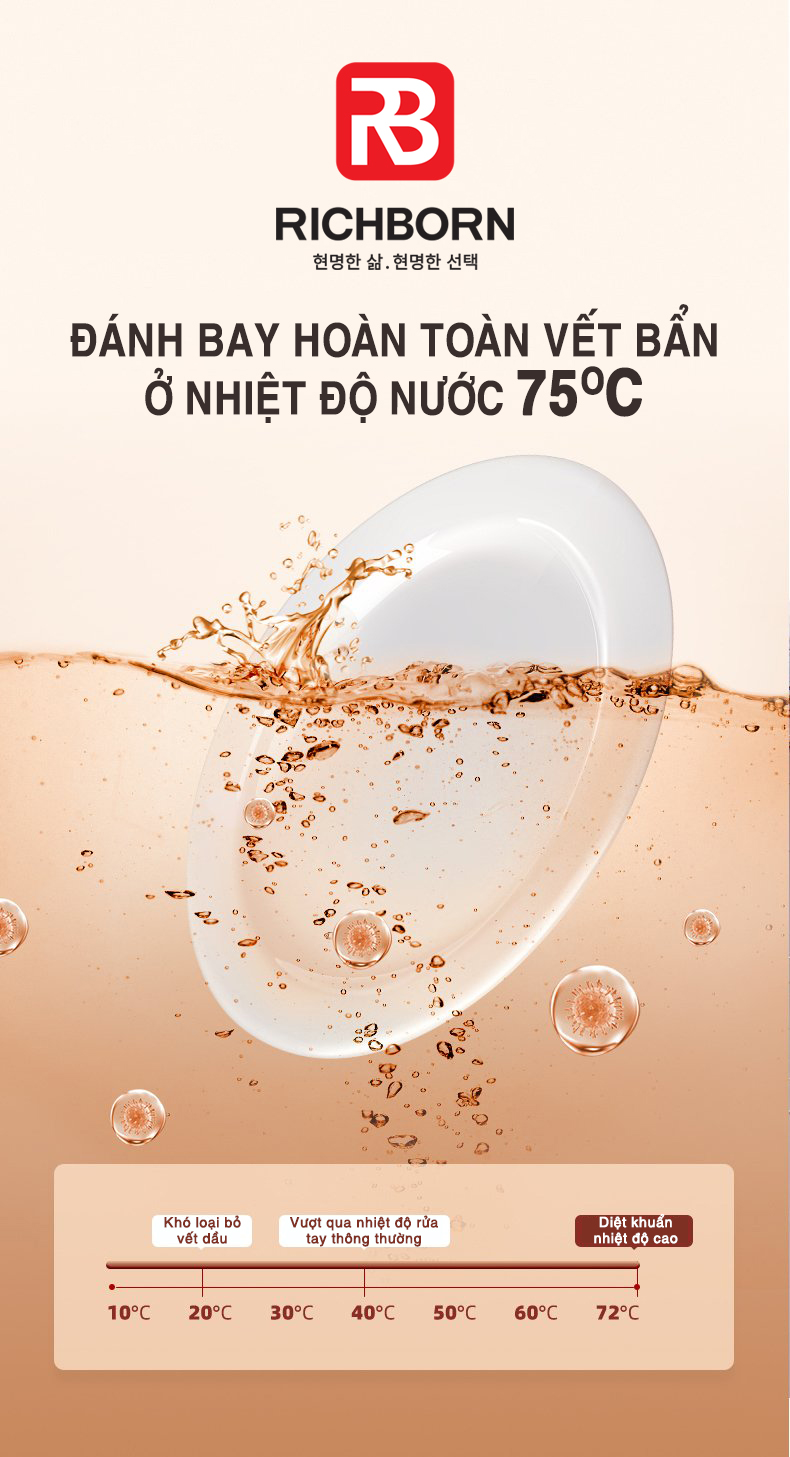 RB
RICHBORN
현명한 삶.현명한 선택
ĐÁNH BAY HOÀN TOÀN VẾT BẨN
Ở NHIỆT ĐỘ NƯỚC 75ºC
Khó loại bỏ
vết dầu
Vượt qua nhiệt độ rửa
tay thông thường
Diệt khuẩn
nhiệt độ cao
10°C 20°C 30°C 40°C 50°C 60°C 72°C